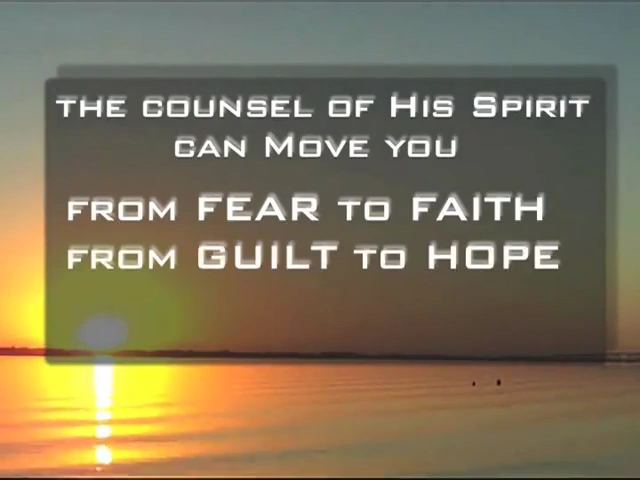 THE COUNSEL OF HIS SPIRIT
CAN MOVE YOU
FROM FEAR TO FAITH
FROM GUILT TO HOPE